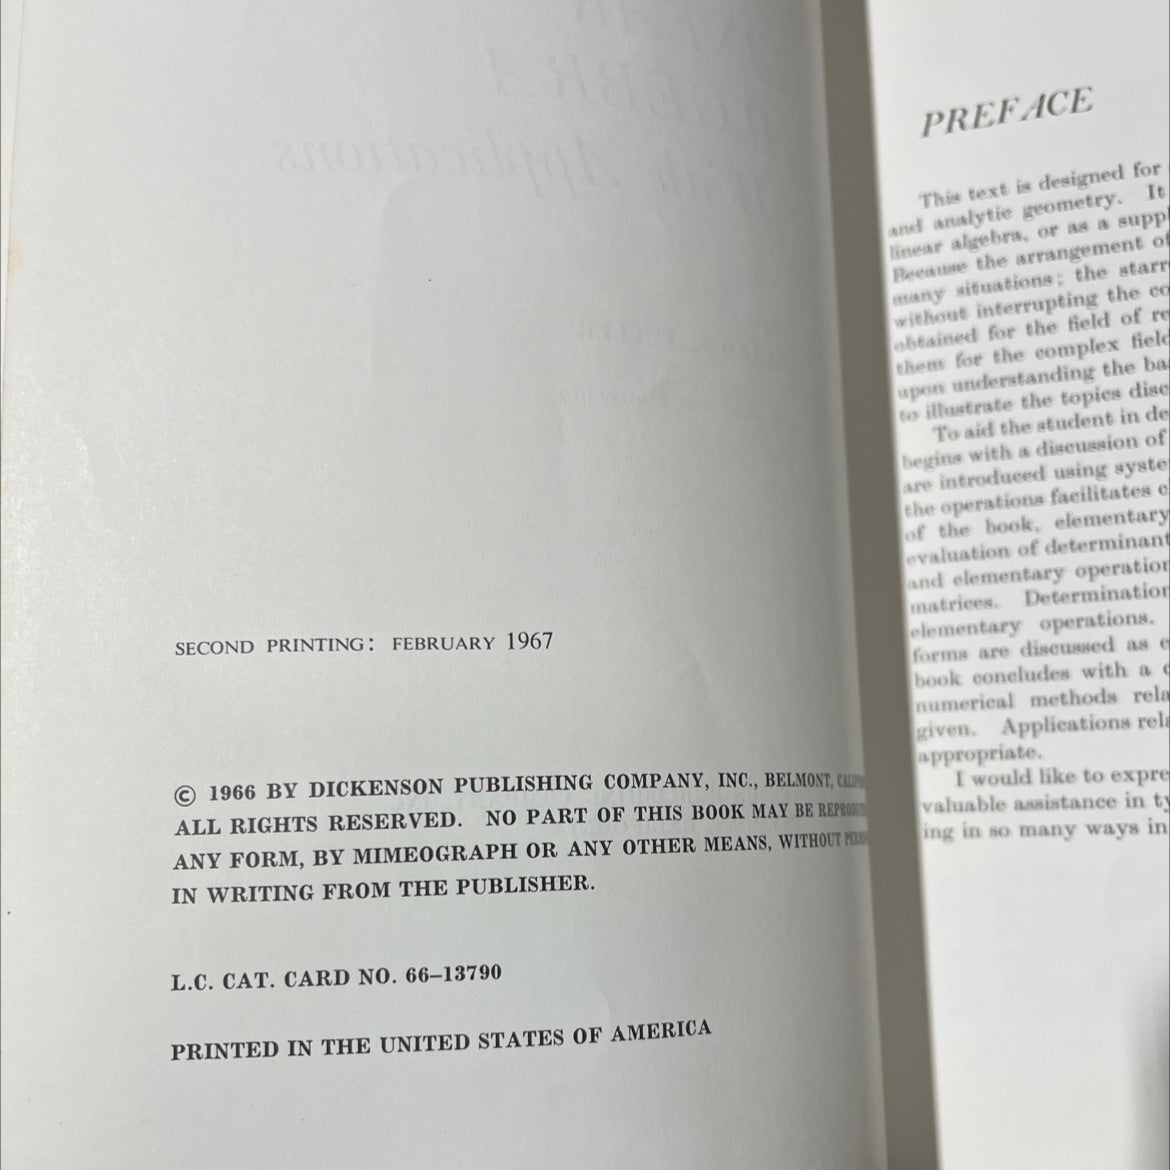 SECOND PRINTING: FEBRUARY 1967
© 1966 BY DICKENSON PUBLISHING COMPANY, INC., BELMONT,
ALL RIGHTS RESERVED. NO PART OF THIS BOOK MAY BE
ANY FORM, BY MIMEOGRAPH OR ANY OTHER MEANS, WITHOUT
IN WRITING FROM THE PUBLISHER.
L.C. CAT. CARD NO. 66–13790
PRINTED IN THE UNITED STATES OF AMERICA
PREFACE
This text is designed for
and analytic geometry. It
linear algebra, or as a suppl
Because the arrangement of
many situations; the starr
without interrupting the co
obtained for the field of re
them for the complex field
upon understanding the ba
to illustrate the topics disc
To aid the student in de
begins with a discussion of
are introduced using syste
the operations facilitates c
of the book, elementary
evaluation of determinant
and elementary operation
matrices. Determination
elementary operations.
forms are discussed as e
book concludes with a c
numerical methods rela
given. Applications rela
appropriate.
I would like to expre
valuable assistance in ty
ing in so many ways in